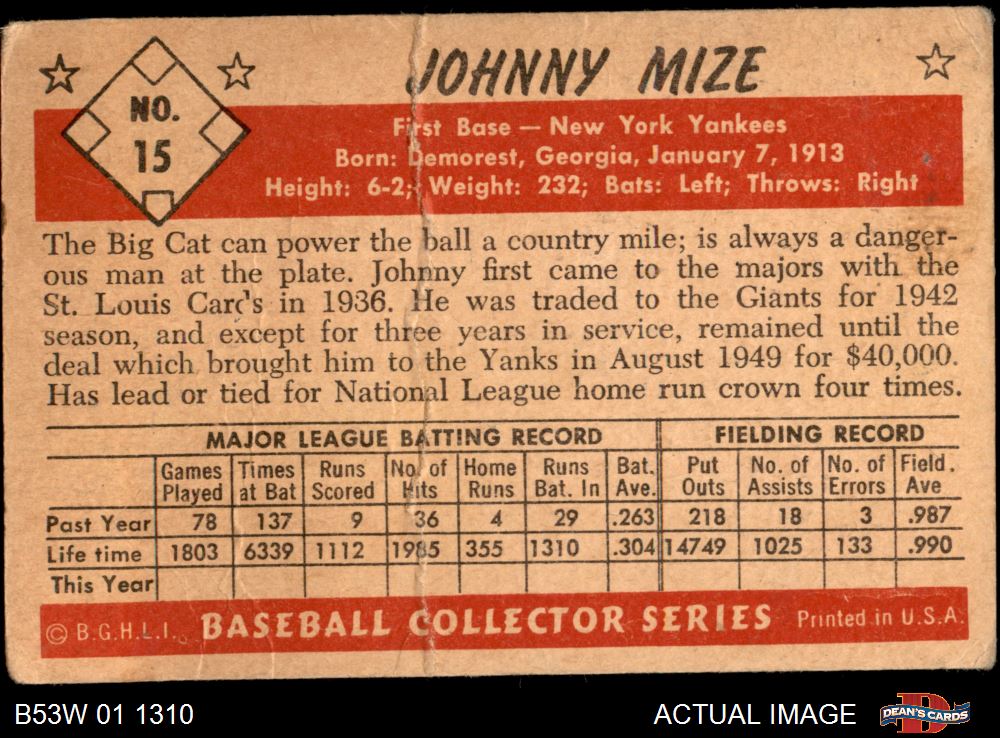 JOHNNY MIZE
NO.
15
First Base — New York Yankees
Born: Demorest, Georgia, January 7, 1913
Height: 6-2; Weight: 232; Bats: Left; Throws: Right
The Big Cat can power the ball a country mile; is always a danger-
ous man at the plate. Johnny first came to the majors with the
St. Louis Card's in 1936. He was traded to the Giants for 1942
season, and except for three years in service, remained until the
deal which brought him to the Yanks in August 1949 for $40,000.
Has lead or tied for National League home run crown four times.
MAJOR LEAGUE BATTING RECORD FIELDING RECORD
Games Times Runs No. of Home Runs Bat. Put No. of No. of Field.
Played at Bat Scored Hits Runs Bat. In Ave. Outs Assists Errors Ave
Past Year 78 137 9 36 4 29 .263 218 18 3 .987
Life time 1803 6339 1112 1985 355 1310 .304 14749 1025 133 .990
This Year
© B.G.H.L.I. BASEBALL COLLECTOR SERIES Printed in U.S.A.
B53W 01 1310 ACTUAL IMAGE D DEAN'S CARDS